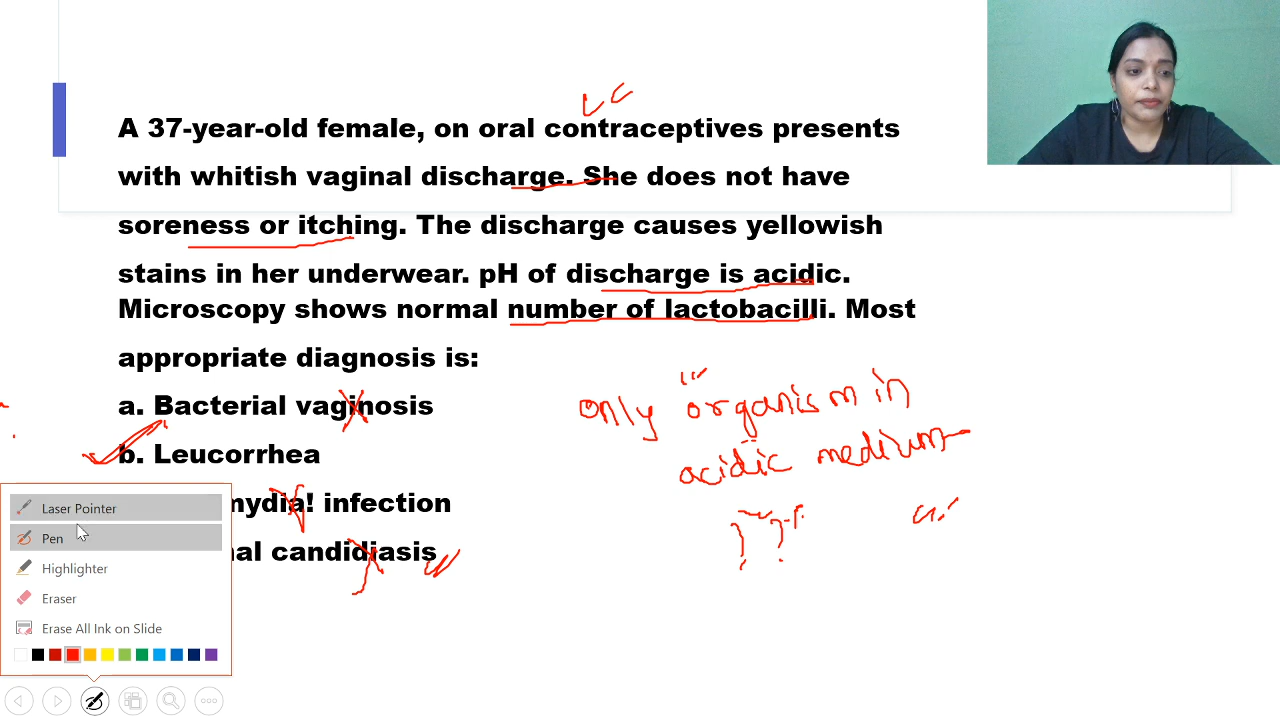 A 37-year-old female, on oral contraceptives presents
with whitish vaginal discharge. She does not have
soreness or itching. The discharge causes yellowish
stains in her underwear. pH of discharge is acidic.
Microscopy shows normal number of lactobacilli. Most
appropriate diagnosis is:
a. Bacterial vaginosis
b. Leucorrhea
mydia! infection
nal candidiasis
only organism in
acidic medium
? ?
Laser Pointer
Pen
Highlighter
Eraser
Erase All Ink on Slide